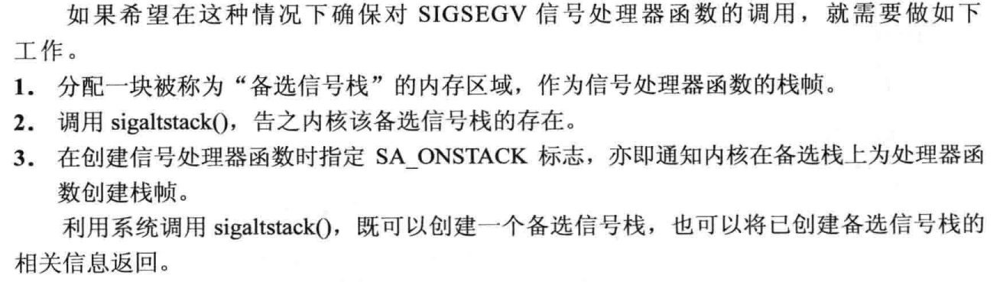 如果希望在这种情况下确保对 SIGSEGV 信号处理器函数的调用，就需要做如下
工作。
1. 分配一块被称为“备选信号栈”的内存区域，作为信号处理器函数的栈帧。
2. 调用 sigaltstack()，告之内核该备选信号栈的存在。
3. 在创建信号处理器函数时指定 SA_ONSTACK 标志，亦即通知内核在备选栈上为处理器函
数创建栈帧。
利用系统调用 sigaltstack()，既可以创建一个备选信号栈，也可以将已创建备选信号栈的
相关信息返回。